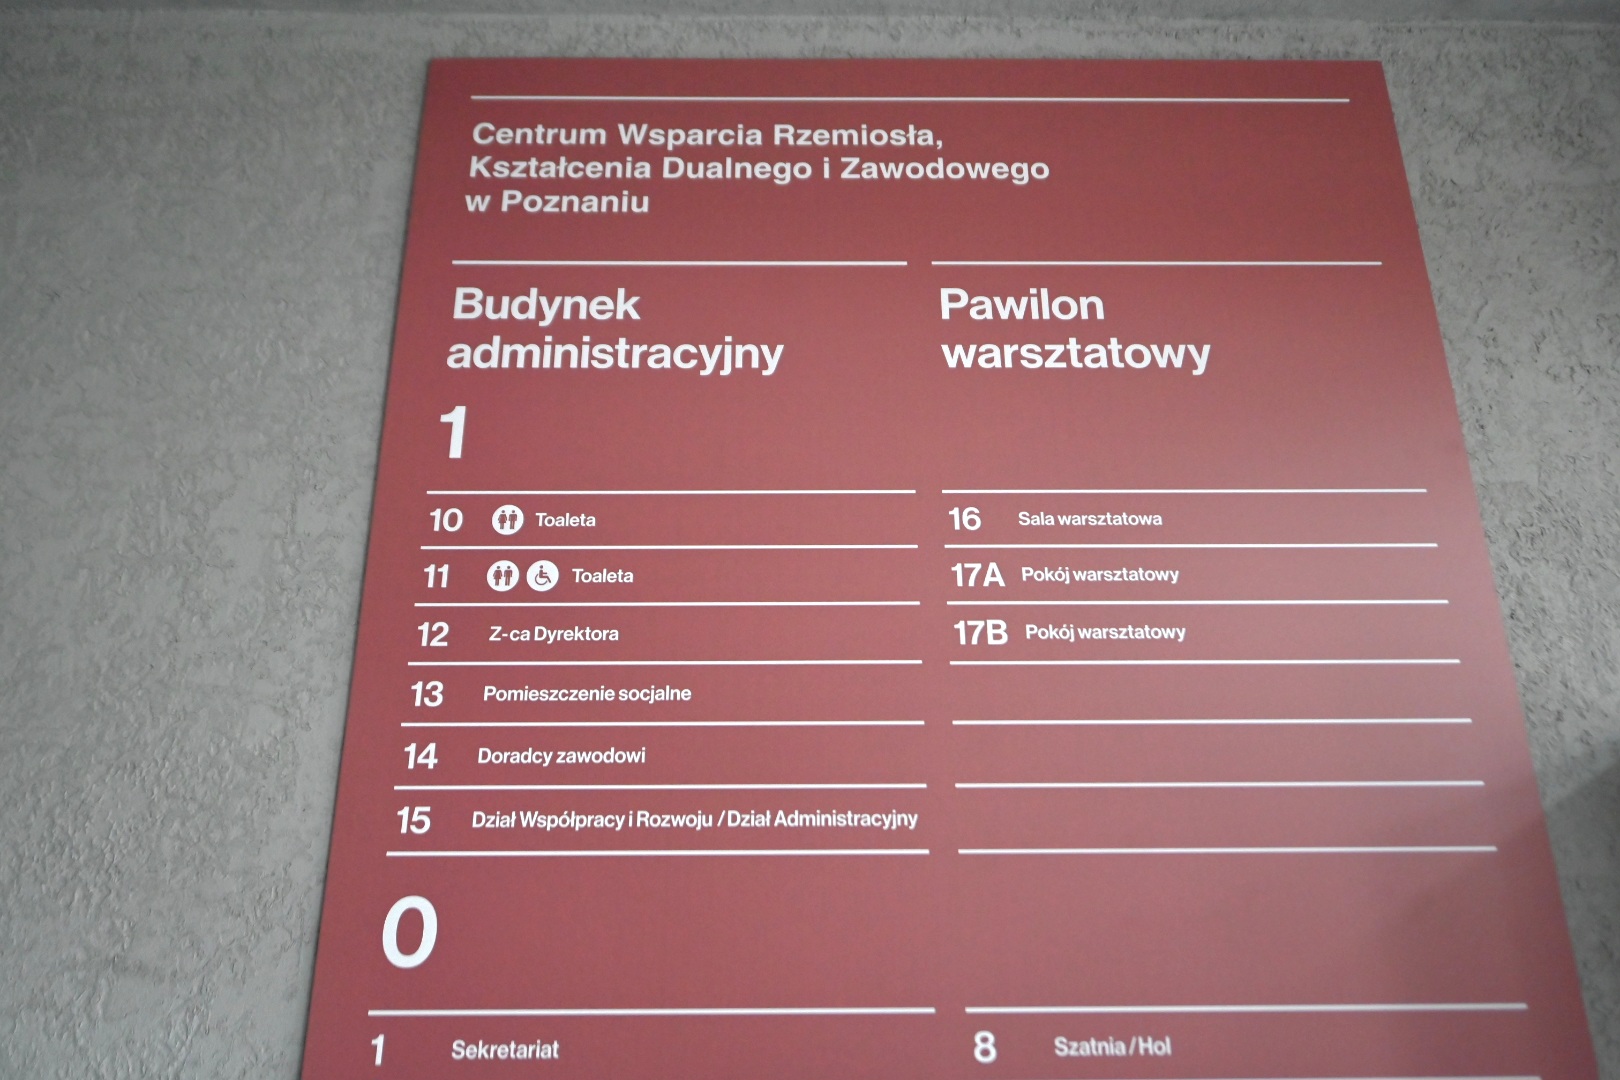 Centrum Wsparcia Rzemiosła,
Kształcenia Dualnego i Zawodowego
w Poznaniu
Budynek
administracyjny
1
10 Toaleta
11 Toaleta
12 Z-ca Dyrektora
13 Pomieszczenie socjalne
14 Doradcy zawodowi
15 Dział Współpracy i Rozwoju / Dział Administracyjny
Pawilon
warsztatowy
16 Sala warsztatowa
17A Pokój warsztatowy
17B Pokój warsztatowy
0
1 Sekretariat
8 Szatnia / Hol